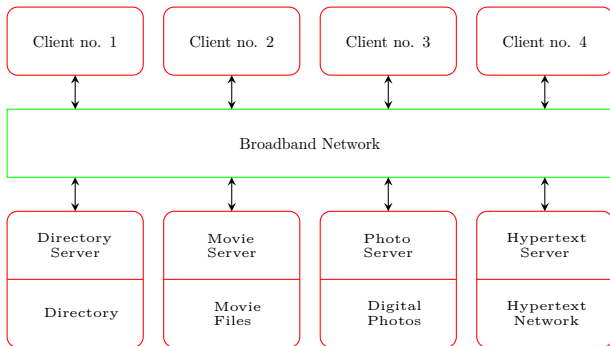 Client no. 1
Client no. 2
Client no. 3
Client no. 4
Broadband Network
Directory
Server
Movie
Server
Photo
Server
Hypertext
Server
Directory
Movie
Files
Digital
Photos
Hypertext
Network